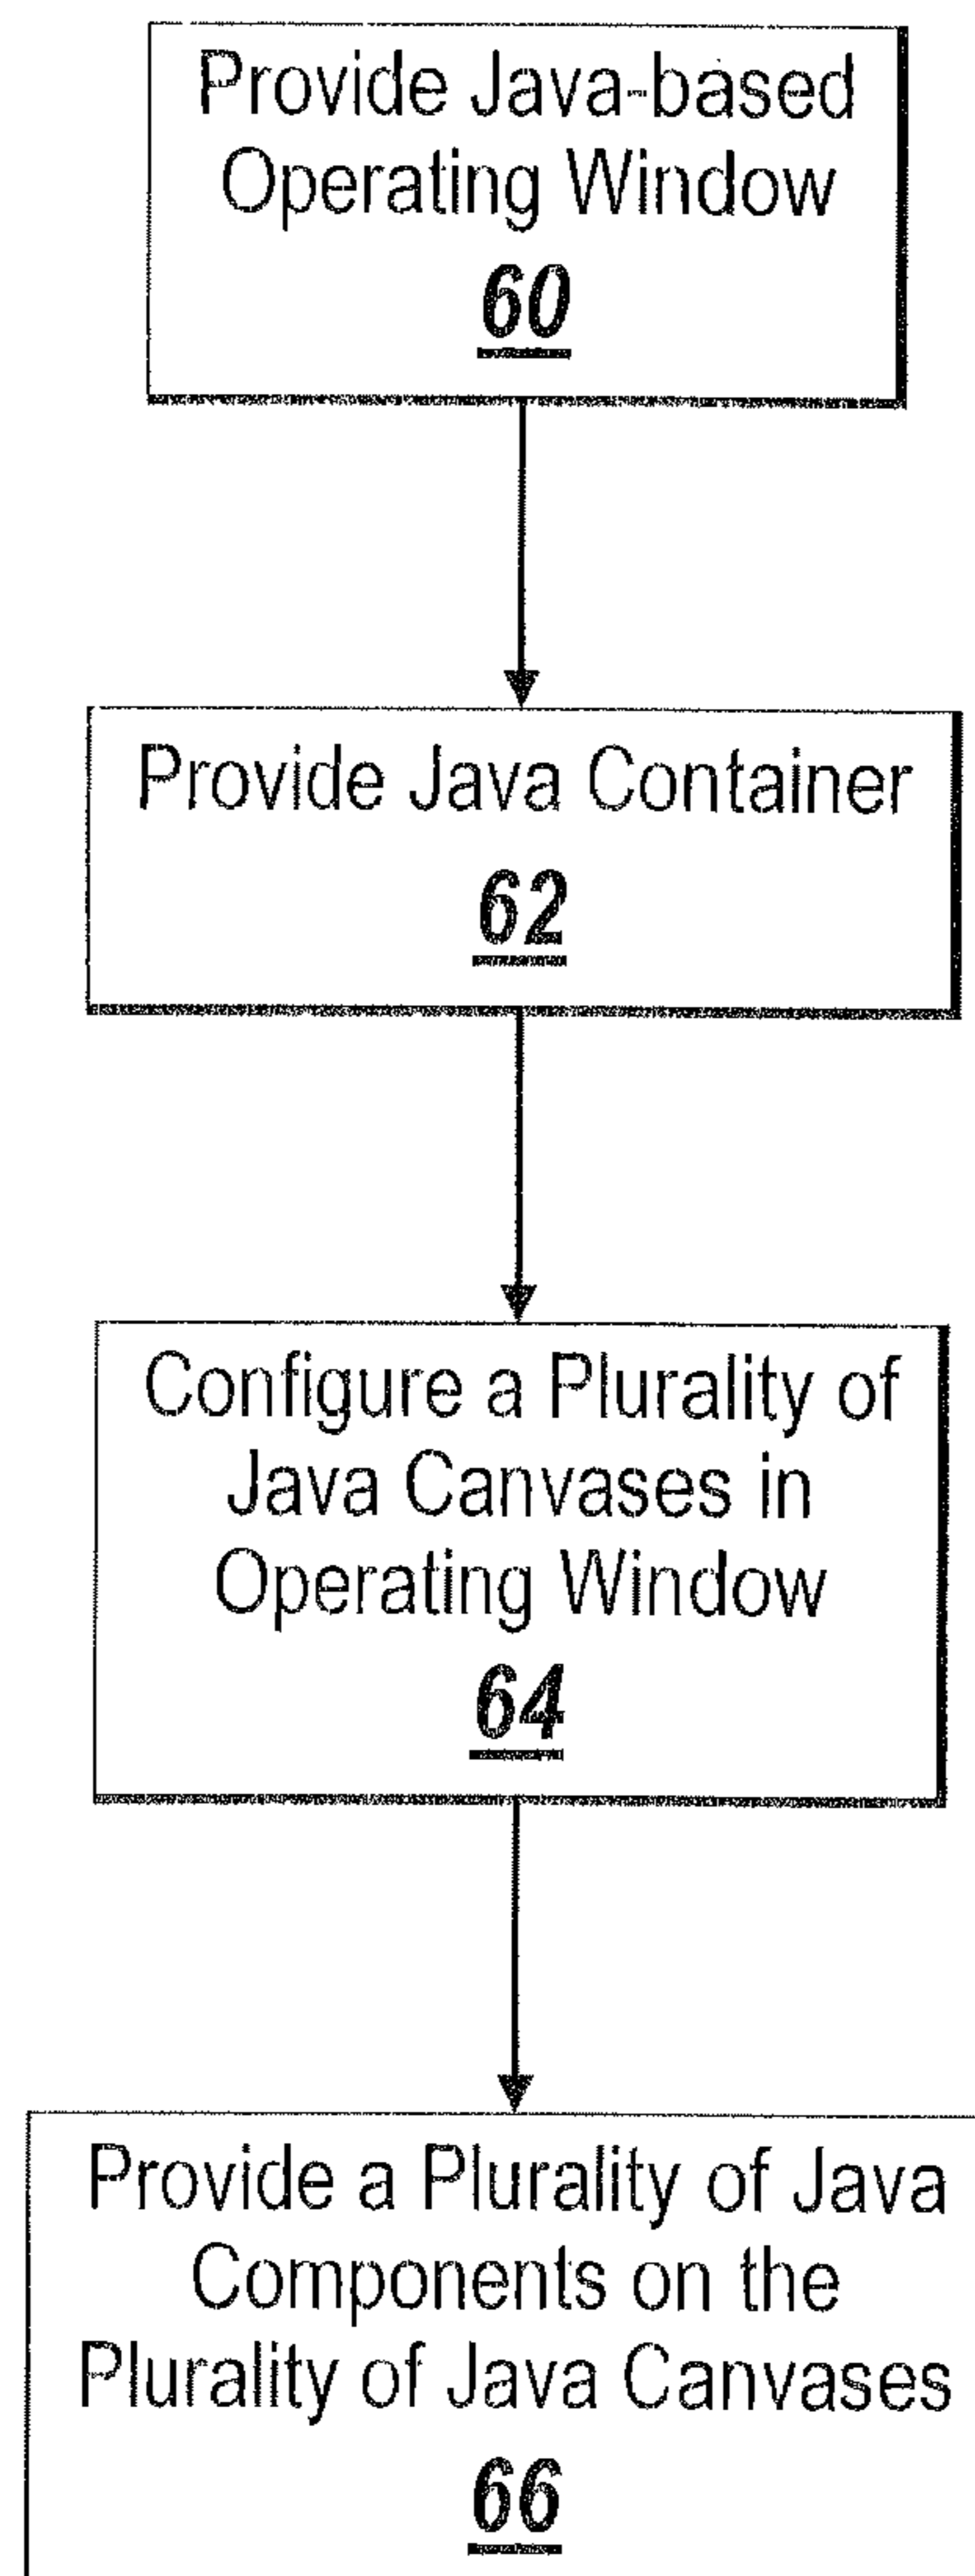 Provide Java-based
Operating Window
60
Provide Java Container
62
Configure a Plurality of
Java Canvases in
Operating Window
64
Provide a Plurality of Java
Components on the
Plurality of Java Canvases
66